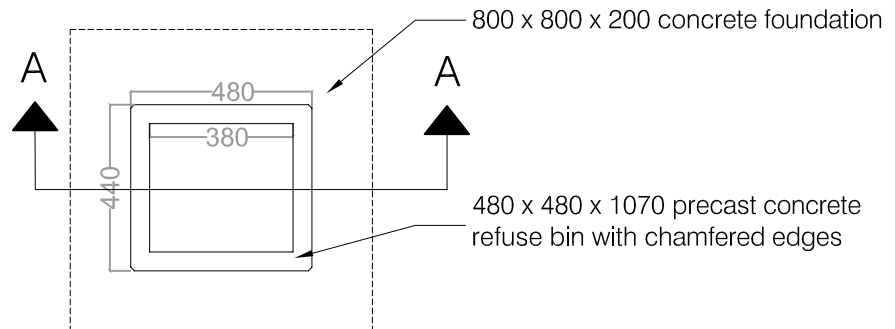 800 x 800 x 200 concrete foundation
A
A
480
380
440
480 x 480 x 1070 precast concrete
refuse bin with chamfered edges